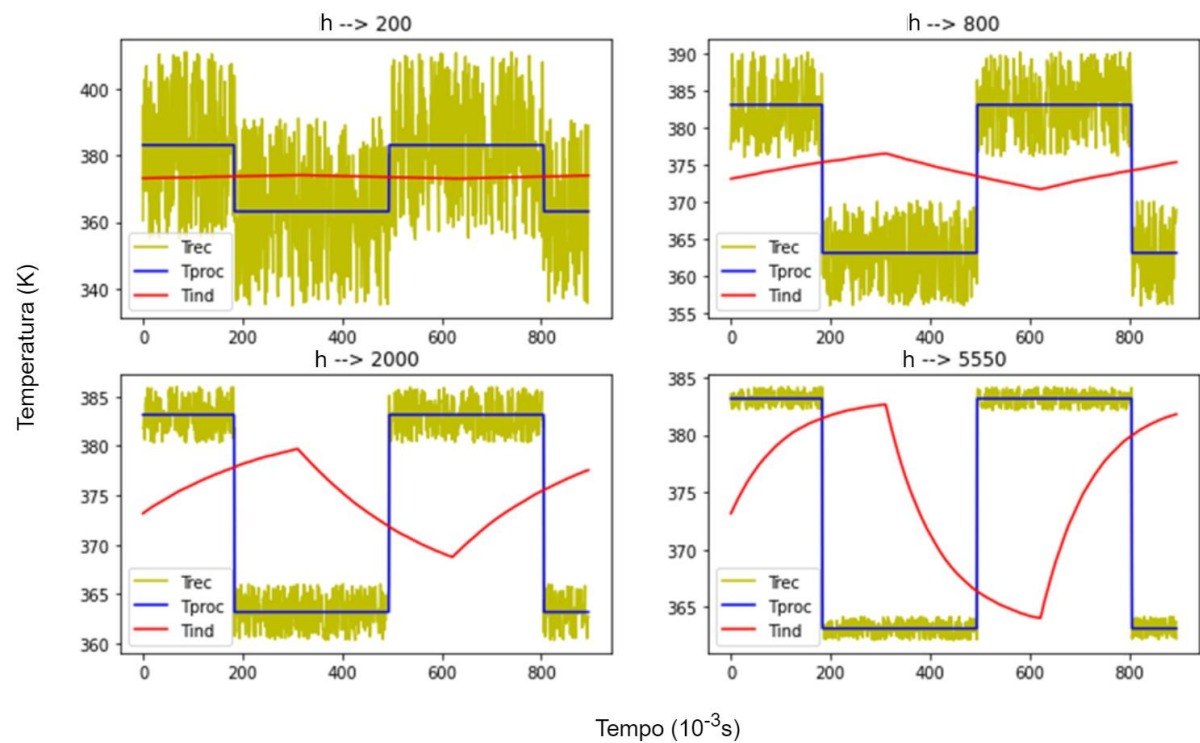 h --> 200
400
380
360
340
Trec
Tproc
Tind
0 200 400 600 800
h --> 800
390
385
380
375
370
365
360
355
Trec
Tproc
Tind
0 200 400 600 800
Temperatura (K)
h --> 2000
385
380
375
370
365
360
Trec
Tproc
Tind
0 200 400 600 800
h --> 5550
385
380
375
370
365
Trec
Tproc
Tind
0 200 400 600 800
Tempo (10⁻³s)